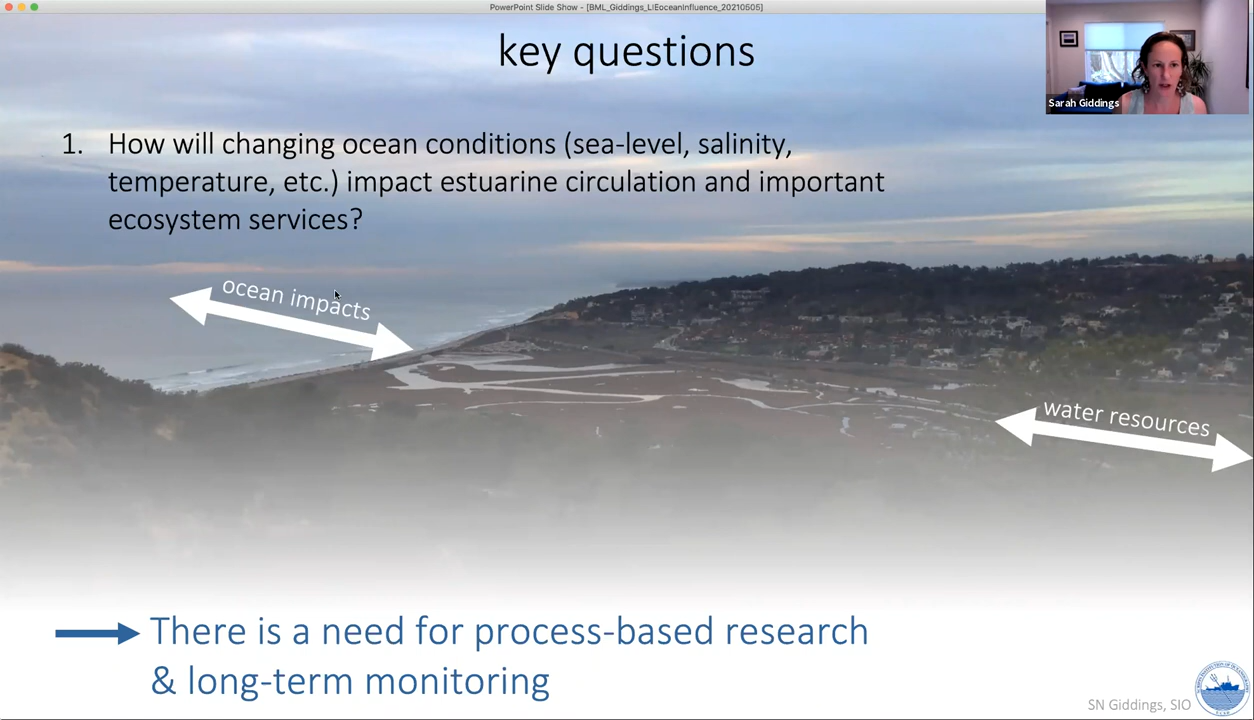 PowerPoint Slide Show - [BML_Giddings_LIEoceanInfluence_20210505]
key questions
Sarah Giddings
1. How will changing ocean conditions (sea-level, salinity,
temperature, etc.) impact estuarine circulation and important
ecosystem services?
ocean impacts
water resources
There is a need for process-based research
& long-term monitoring
SN Giddings, SIO